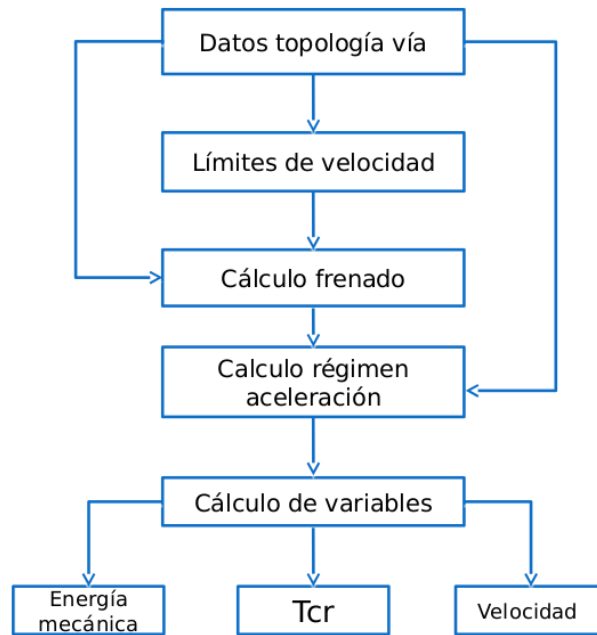 Datos topología vía
Límites de velocidad
Cálculo frenado
Calculo régimen
aceleración
Cálculo de variables
Energía
mecánica
Tcr
Velocidad